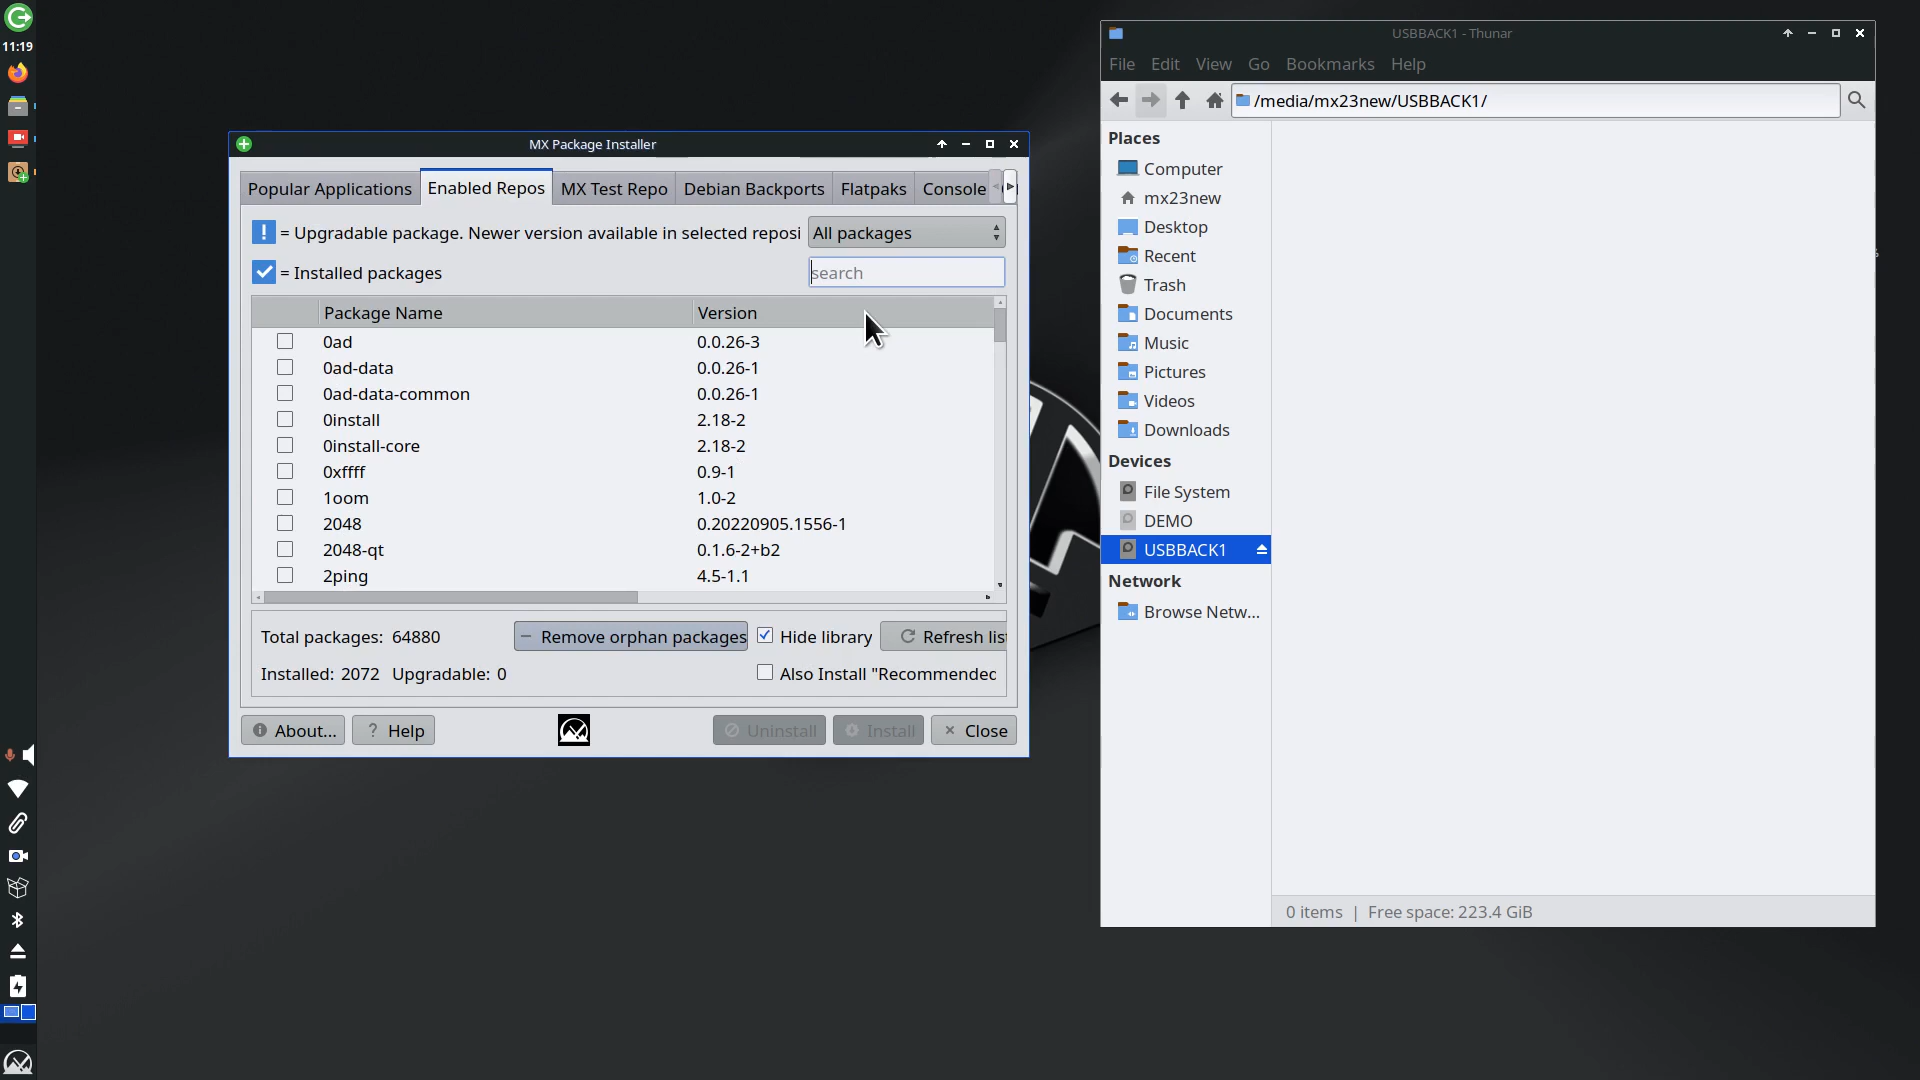 11:19
MX Package Installer
Popular Applications
Enabled Repos
MX Test Repo
Debian Backports
Flatpaks
Console
! = Upgradable package. Newer version available in selected reposi
All packages
= Installed packages
search
Package Name Version
0ad 0.0.26-3
0ad-data 0.0.26-1
0ad-data-common 0.0.26-1
0install 2.18-2
0install-core 2.18-2
0xffff 0.9-1
1oom 1.0-2
2048 0.20220905.1556-1
2048-qt 0.1.6-2+b2
2ping 4.5-1.1
Total packages: 64880
Remove orphan packages
Hide library
Refresh list
Installed: 2072 Upgradable: 0
Also Install "Recommended
About...
? Help
Uninstall
Install
Close
USBBACK1 - Thunar
File Edit View Go Bookmarks Help
/media/mx23new/USBBACK1/
Places
Computer
mx23new
Desktop
Recent
Trash
Documents
Music
Pictures
Videos
Downloads
Devices
File System
DEMO
USBBACK1
Network
Browse Netw...
0 items | Free space: 223.4 GiB